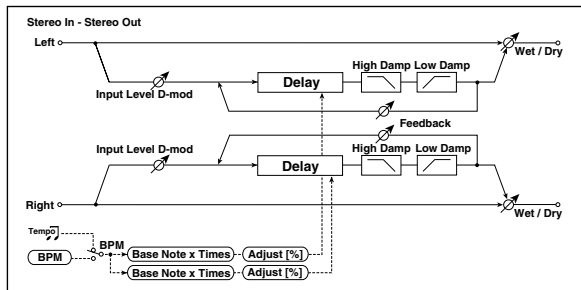 Stereo In - Stereo Out
Left
Wet / Dry
High Damp Low Damp
Delay
Input Level D-mod
Feedback
Input Level D-mod
High Damp Low Damp
Delay
Right
Wet / Dry
Tempo
BPM
BPM
Base Note x Times Adjust [%]
Base Note x Times Adjust [%]